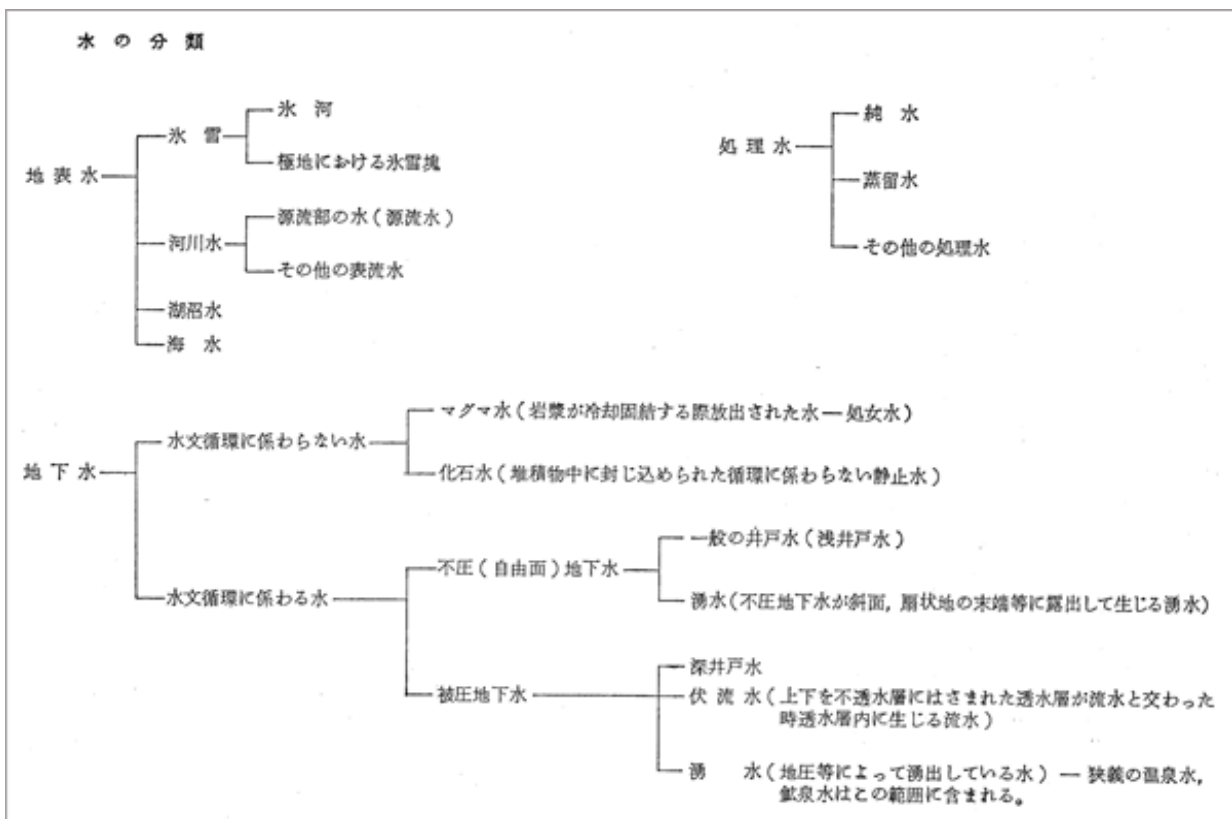 水の分類
地表水
氷雪
氷河
極地における氷雪塊
河川水
源流部の水（源流水）
その他の表流水
湖沼水
海水
処理水
純水
蒸留水
その他の処理水
地下水
水文循環に係わらない水
マグマ水（岩漿が冷却固結する際放出された水－処女水）
化石水（堆積物中に封じ込められた循環に係わらない静止水）
水文循環に係わる水
不圧（自由面）地下水
一般の井戸水（浅井戸水）
湧水（不圧地下水が斜面，扇状地の末端等に露出して生じる湧水）
被圧地下水
深井戸水
伏流水（上下を不透水層にはさまれた透水層が流水と交わった
時透水層内に生じる流水）
湧水（地圧等によって湧出している水）― 狭義の温泉水，
鉱泉水はこの範囲に含まれる。